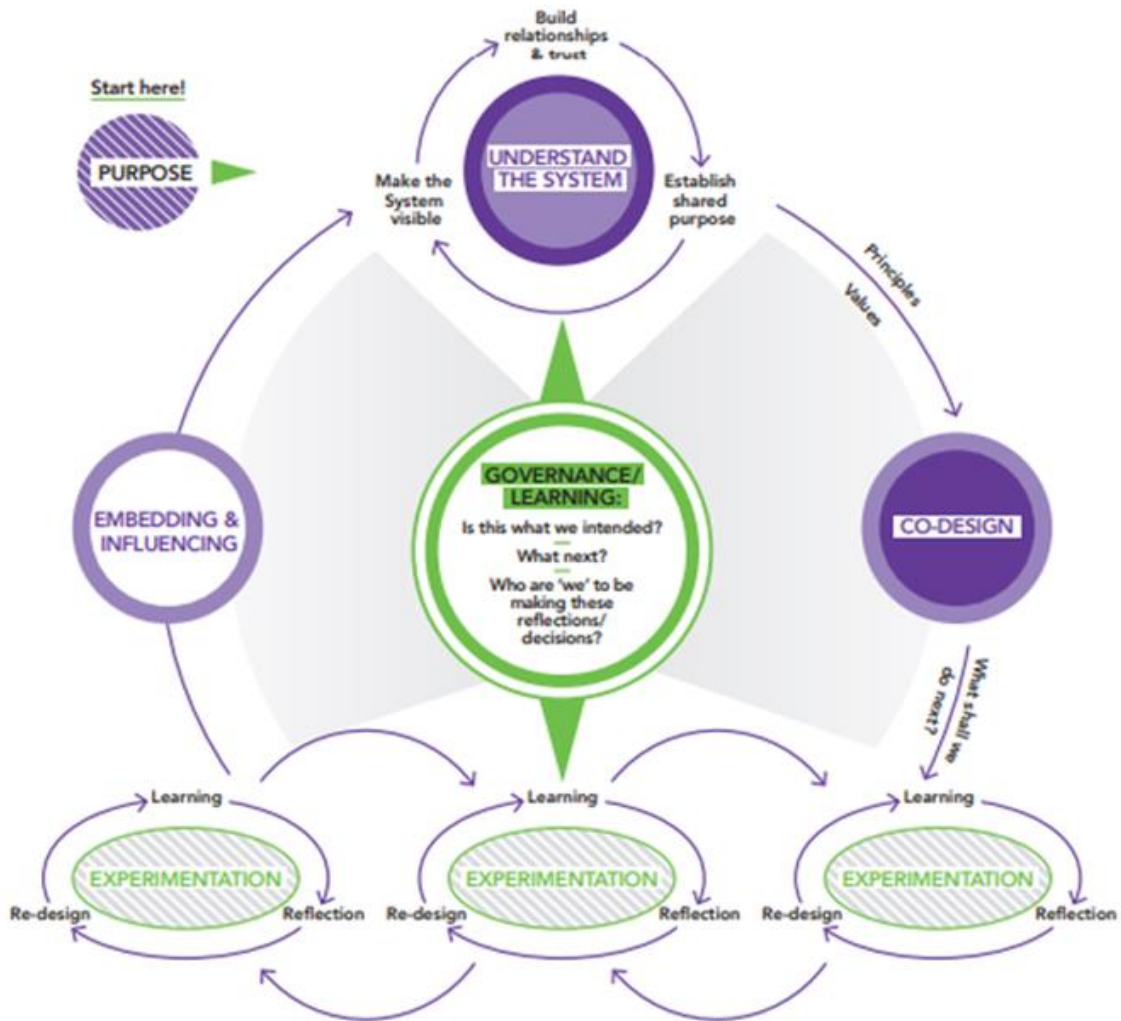 Start here!
PURPOSE
Build
relationships
& trust
UNDERSTAND
THE SYSTEM
Make the
System
visible
Establish
shared
purpose
Principles
Values
EMBEDDING &
INFLUENCING
GOVERNANCE/
LEARNING:
Is this what we intended?
What next?
Who are ‘we’ to be
making these
reflections/
decisions?
CO-DESIGN
What shall we
do next?
Learning
EXPERIMENTATION
Re-design
Reflection
Learning
EXPERIMENTATION
Re-design
Reflection
Learning
EXPERIMENTATION
Re-design
Reflection